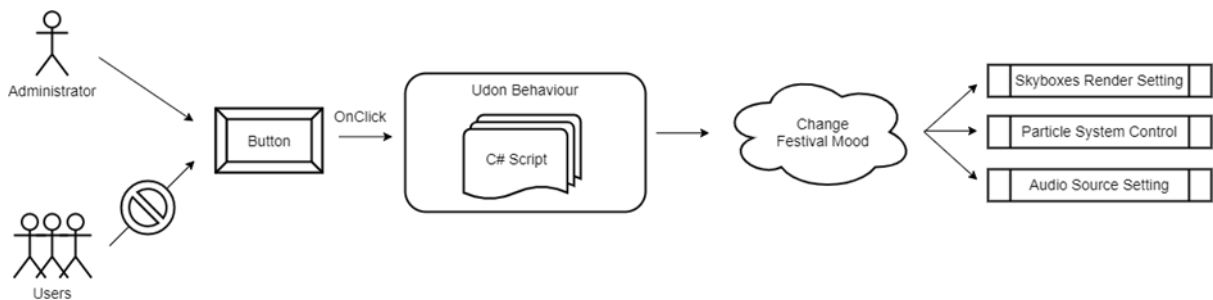 Administrator
Users
Button
OnClick
Udon Behaviour
C# Script
Change
Festival Mood
Skyboxes Render Setting
Particle System Control
Audio Source Setting